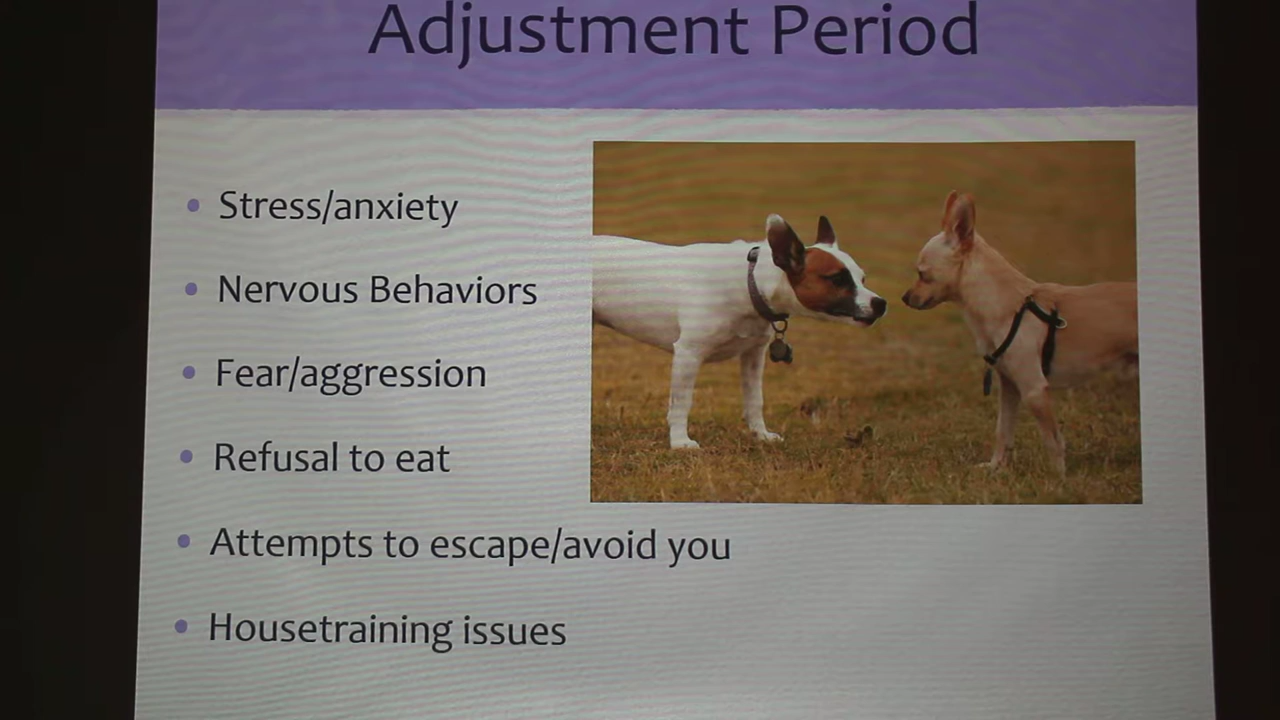 Adjustment Period
Stress/anxiety
Nervous Behaviors
Fear/aggression
Refusal to eat
Attempts to escape/avoid you
Housetraining issues